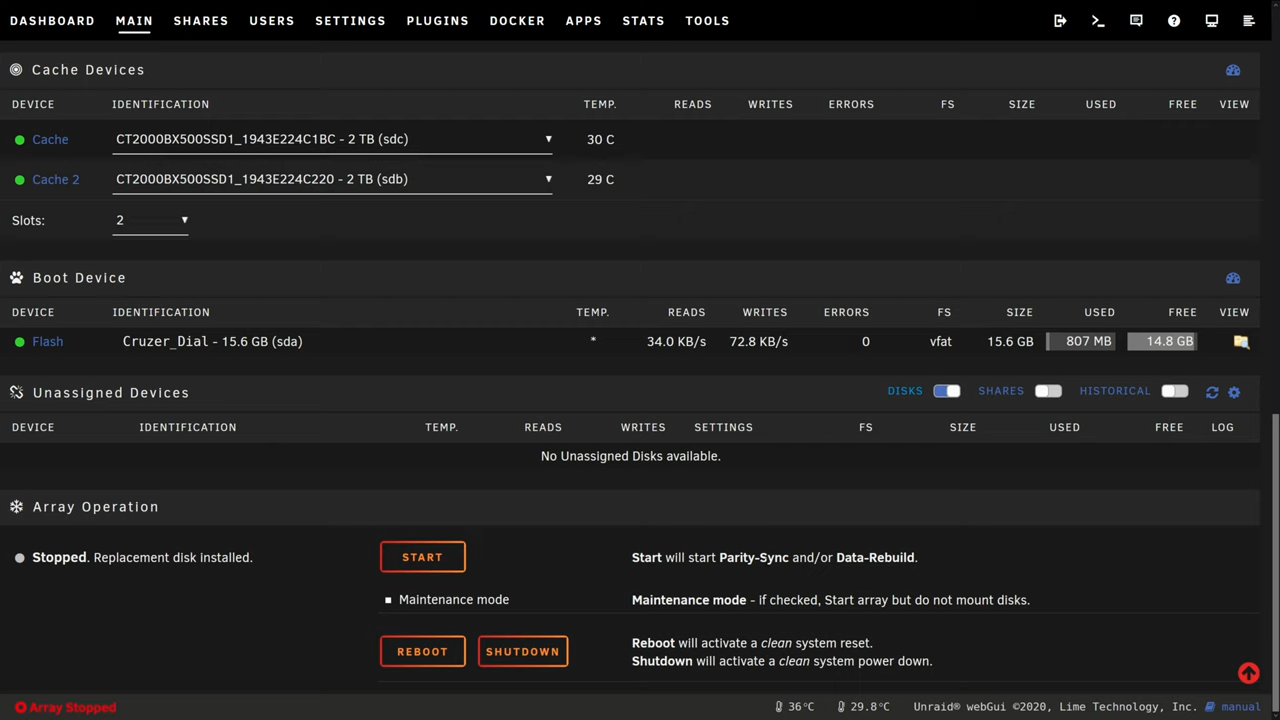 DASHBOARD MAIN SHARES USERS SETTINGS PLUGINS DOCKER APPS STATS TOOLS
Cache Devices
DEVICE IDENTIFICATION TEMP. READS WRITES ERRORS FS SIZE USED FREE VIEW
Cache CT2000BX500SSD1_1943E224C1BC - 2 TB (sdc) 30 C
Cache 2 CT2000BX500SSD1_1943E224C220 - 2 TB (sdb) 29 C
Slots: 2
Boot Device
DEVICE IDENTIFICATION TEMP. READS WRITES ERRORS FS SIZE USED FREE VIEW
Flash Cruzer_Dial - 15.6 GB (sda) * 34.0 KB/s 72.8 KB/s 0 vfat 15.6 GB 807 MB 14.8 GB
Unassigned Devices DISKS SHARES HISTORICAL
DEVICE IDENTIFICATION TEMP. READS WRITES SETTINGS FS SIZE USED FREE LOG
No Unassigned Disks available.
Array Operation
Stopped. Replacement disk installed. START Start will start Parity-Sync and/or Data-Rebuild.
Maintenance mode Maintenance mode - if checked, Start array but do not mount disks.
REBOOT SHUTDOWN Reboot will activate a clean system reset.
Shutdown will activate a clean system power down.
Array Stopped 36°C 29.8°C Unraid® webGui ©2020, Lime Technology, Inc. manual